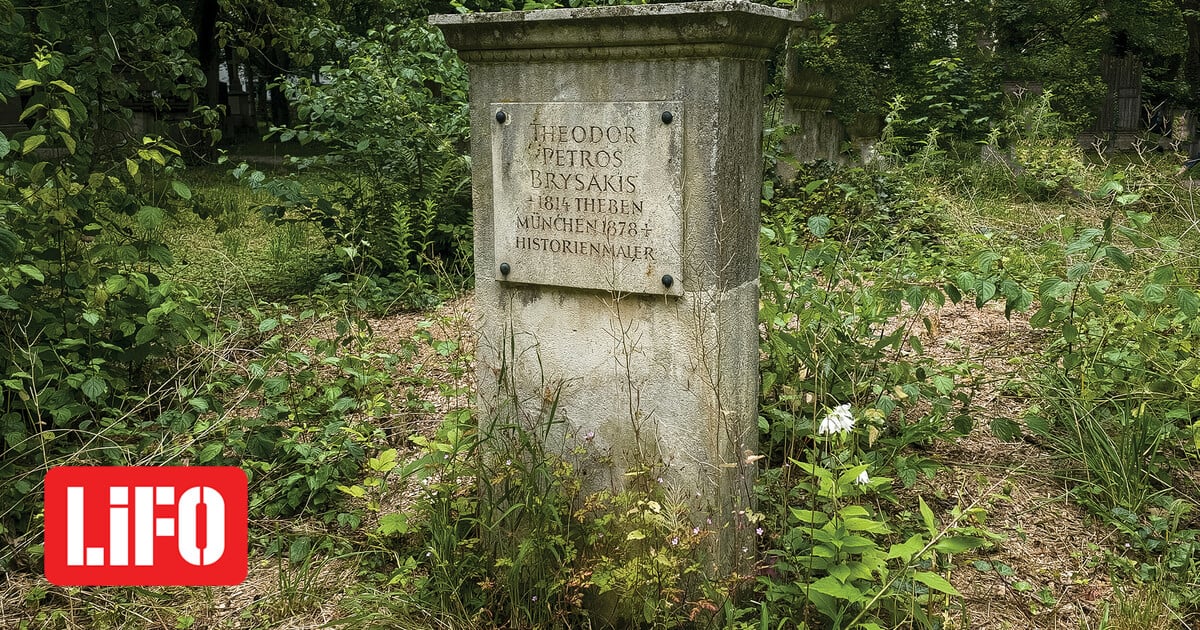 THEODOR
PETROS
BRYSAKIS
+1814 THEBEN
MÜNCHEN 1878+
HISTORIENMALER
LiFO